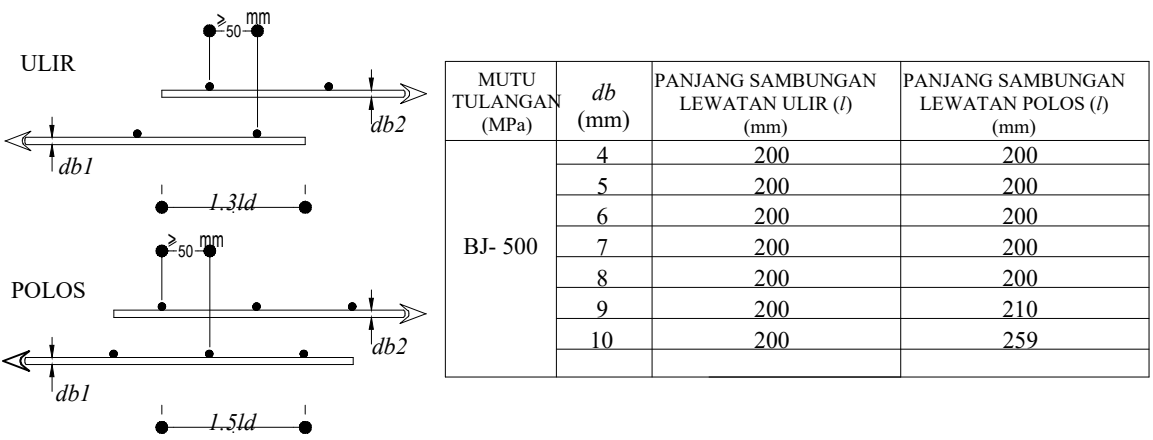 ULIR
≥50 mm
db2
db1
1.3ld
POLOS
≥50 mm
db2
db1
1.5ld
MUTU TULANGAN (MPa) db (mm) PANJANG SAMBUNGAN LEWATAN ULIR (l) (mm) PANJANG SAMBUNGAN LEWATAN POLOS (l) (mm)
BJ- 500
4 200 200
5 200 200
6 200 200
7 200 200
8 200 200
9 200 210
10 200 259